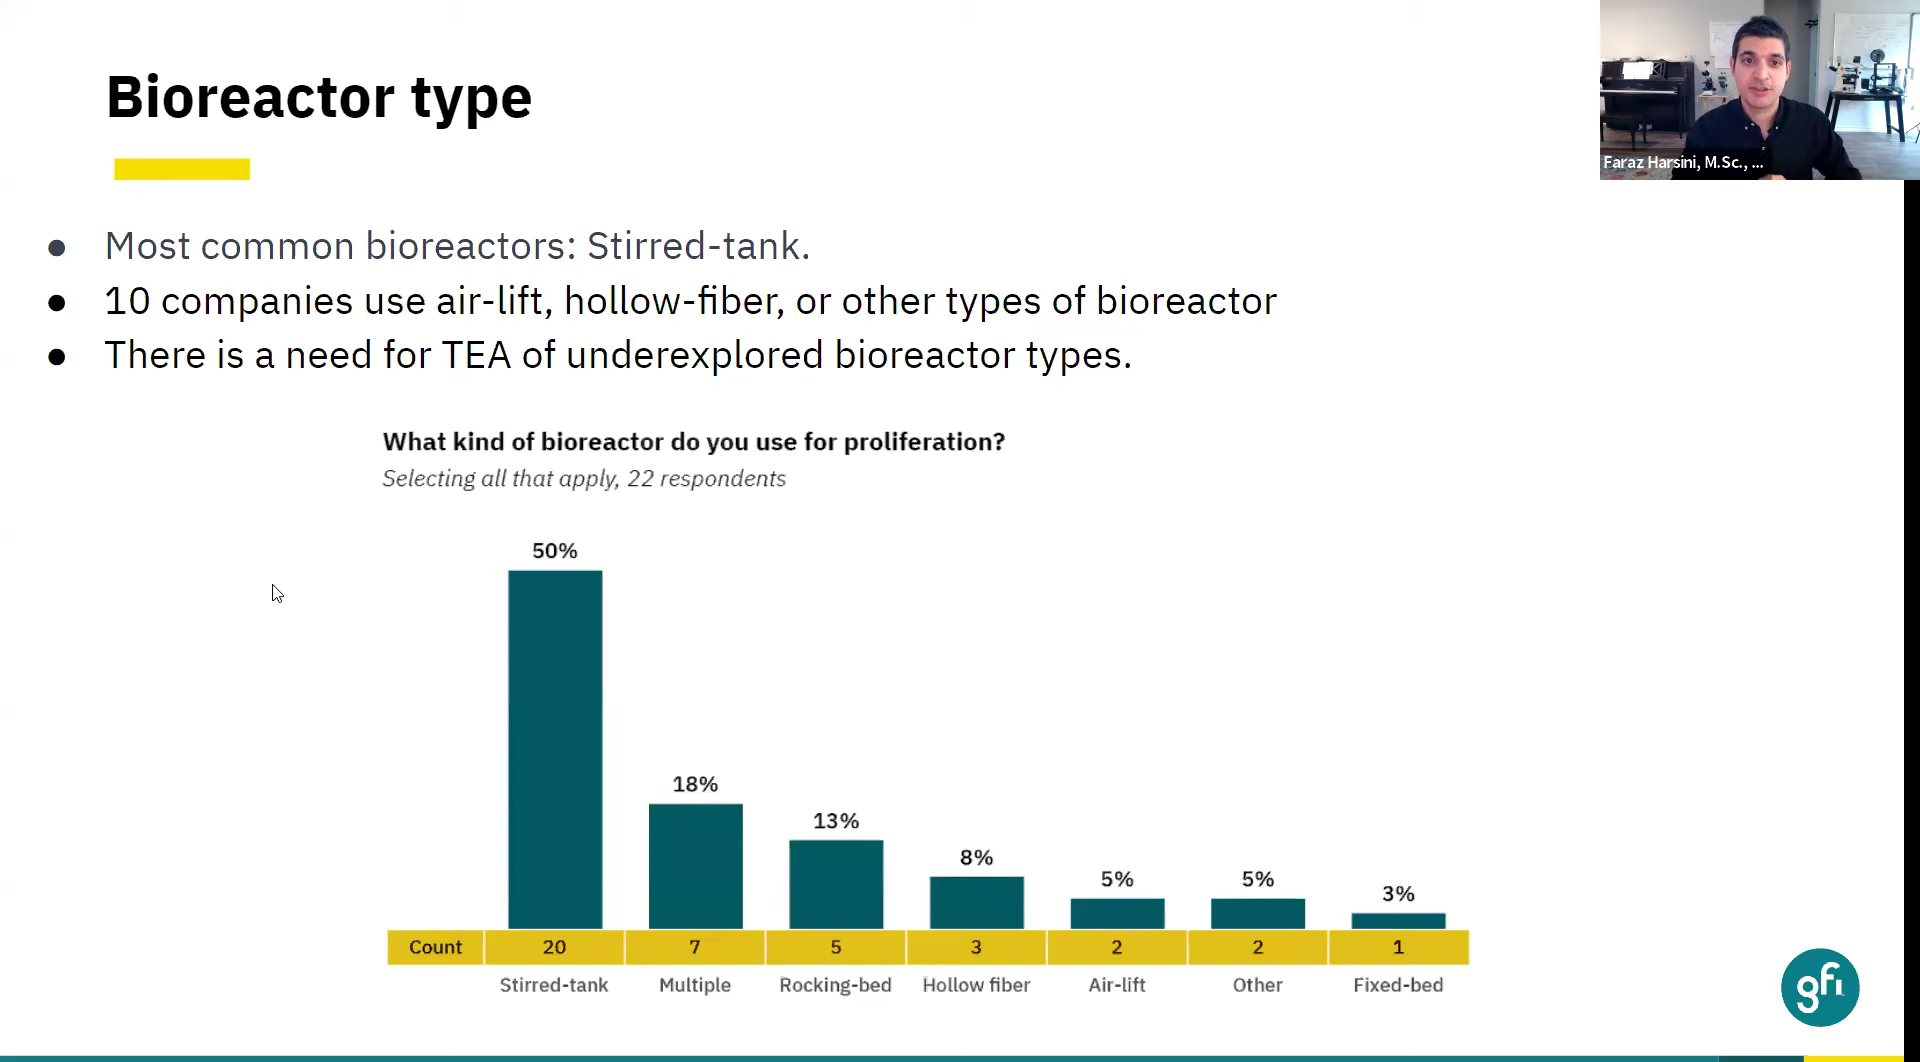 Bioreactor type
Faraz Harsini, M.Sc., ...
● Most common bioreactors: Stirred-tank.
● 10 companies use air-lift, hollow-fiber, or other types of bioreactor
● There is a need for TEA of underexplored bioreactor types.
What kind of bioreactor do you use for proliferation?
Selecting all that apply, 22 respondents
50%
18%
13%
8%
5%
5%
3%
Count 20 7 5 3 2 2 1
Stirred-tank Multiple Rocking-bed Hollow fiber Air-lift Other Fixed-bed
gfi